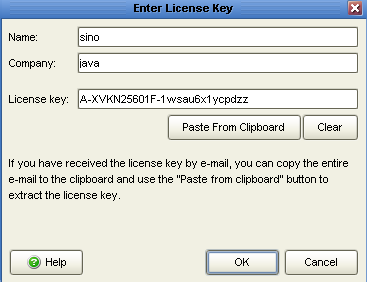 Enter License Key
Name: sino
Company: java
License key: A-XVKN25601F-1wsau6x1ycpdzz
Paste From Clipboard Clear
If you have received the license key by e-mail, you can copy the entire
e-mail to the clipboard and use the "Paste from clipboard" button to
extract the license key.
Help OK Cancel